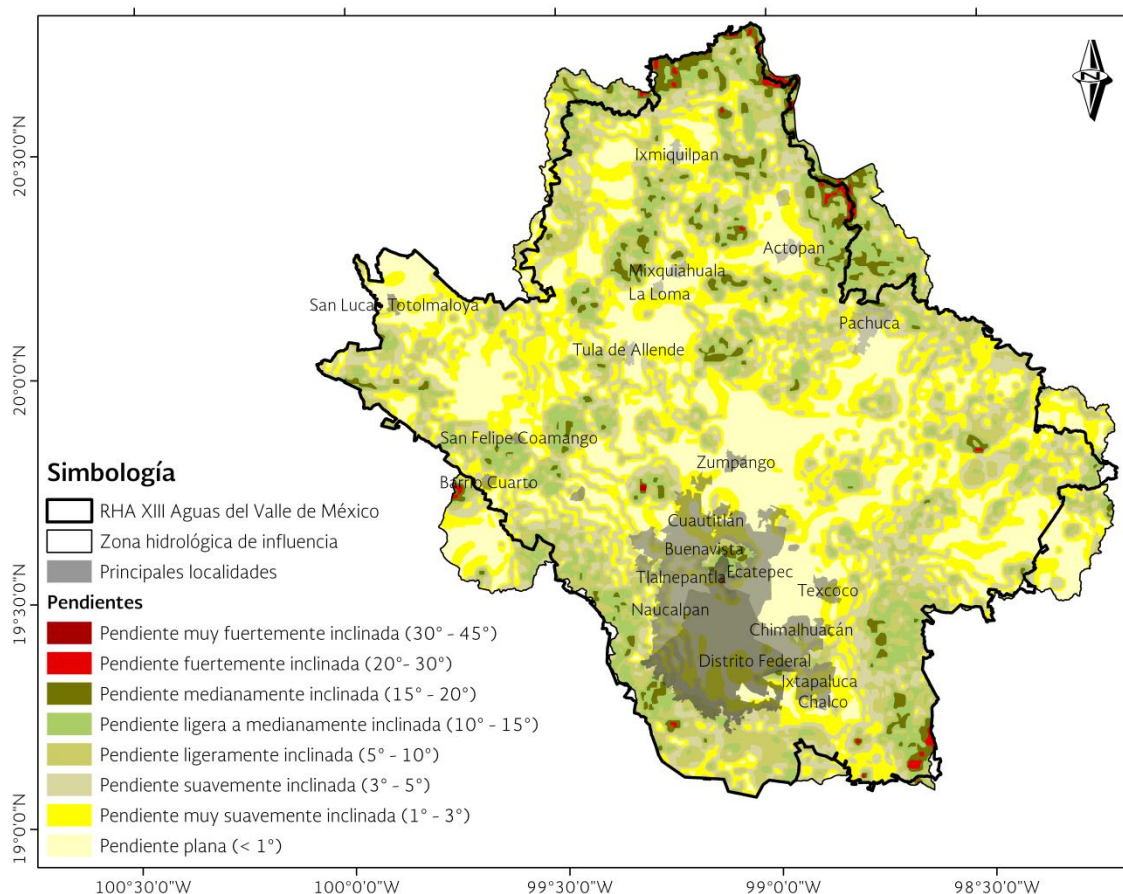 N
20°30'0"N
20°0'0"N
19°30'0"N
19°0'0"N
Ixmiquilpan
Actopan
Mixquiahuala
La Loma
San Lucas Totolmaloya
Pachuca
Tula de Allende
San Felipe Coamango
Zumpango
Barrio Cuarto
Cuautitlán
Buenavista
Ecatepec
Tlalnepantla
Texcoco
Naucalpan
Chimalhuacán
Distrito Federal
Ixtapaluca
Chalco
Simbología
RHA XIII Aguas del Valle de México
Zona hidrológica de influencia
Principales localidades
Pendientes
Pendiente muy fuertemente inclinada (30° - 45°)
Pendiente fuertemente inclinada (20°- 30°)
Pendiente medianamente inclinada (15° - 20°)
Pendiente ligera a medianamente inclinada (10° - 15°)
Pendiente ligeramente inclinada (5° - 10°)
Pendiente suavemente inclinada (3° - 5°)
Pendiente muy suavemente inclinada (1° - 3°)
Pendiente plana (< 1°)
100°30'0"W 100°0'0"W 99°30'0"W 99°0'0"W 98°30'0"W